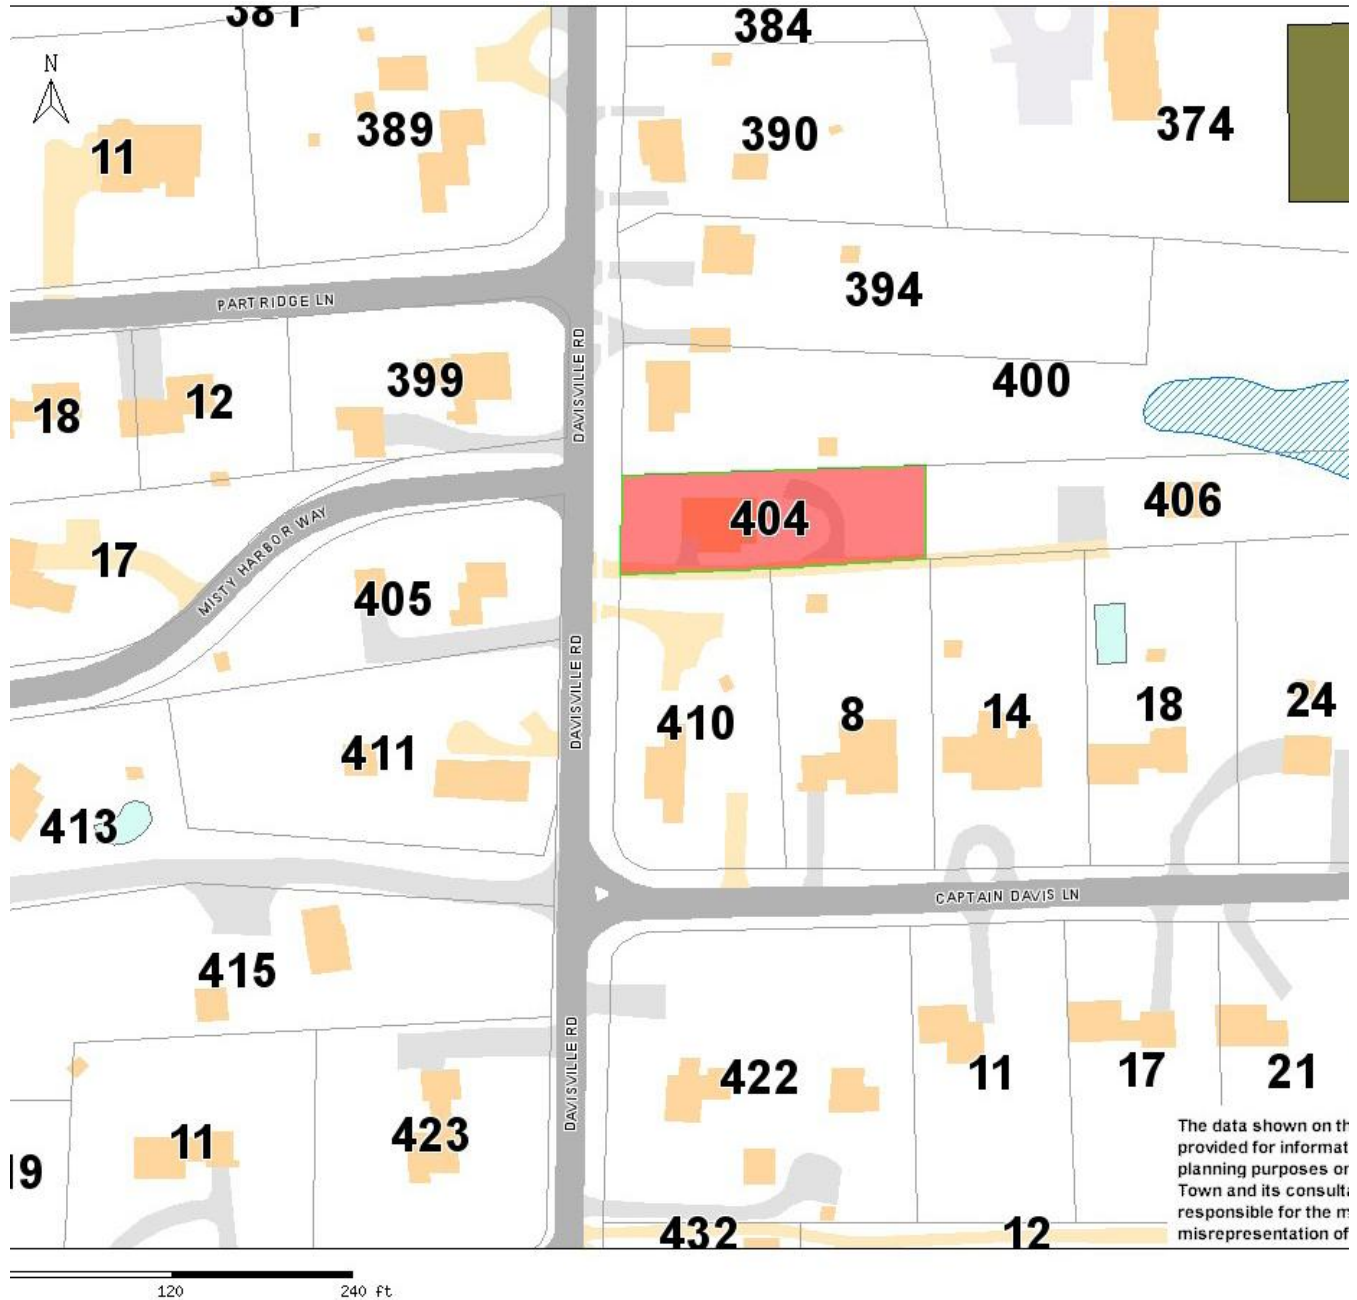 381
384
N
389
390
374
11
394
PARTRIDGE LN
DAVISVILLE RD
399
400
18
12
404
406
MISTY HARBOR WAY
17
405
DAVISVILLE RD
410
8
14
18
24
411
413
CAPTAIN DAVIS LN
415
DAVISVILLE RD
422
11
17
21
The data shown on th
provided for informat
planning purposes or
Town and its consulta
responsible for the m
misrepresentation of
11
423
19
432
12
120
240 ft